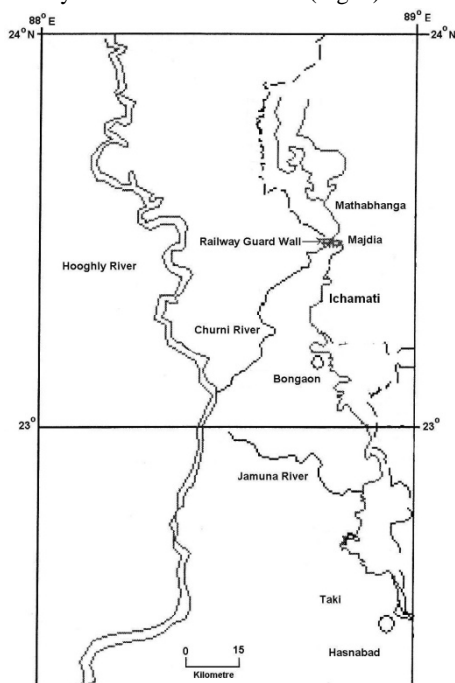 88° E
89° E
24° N
24° N
Mathabhanga
Railway Guard Wall
Majdia
Hooghly River
Ichamati
Churni River
Bongaon
23°
23°
Jamuna River
Taki
0 15
Kilometre
Hasnabad